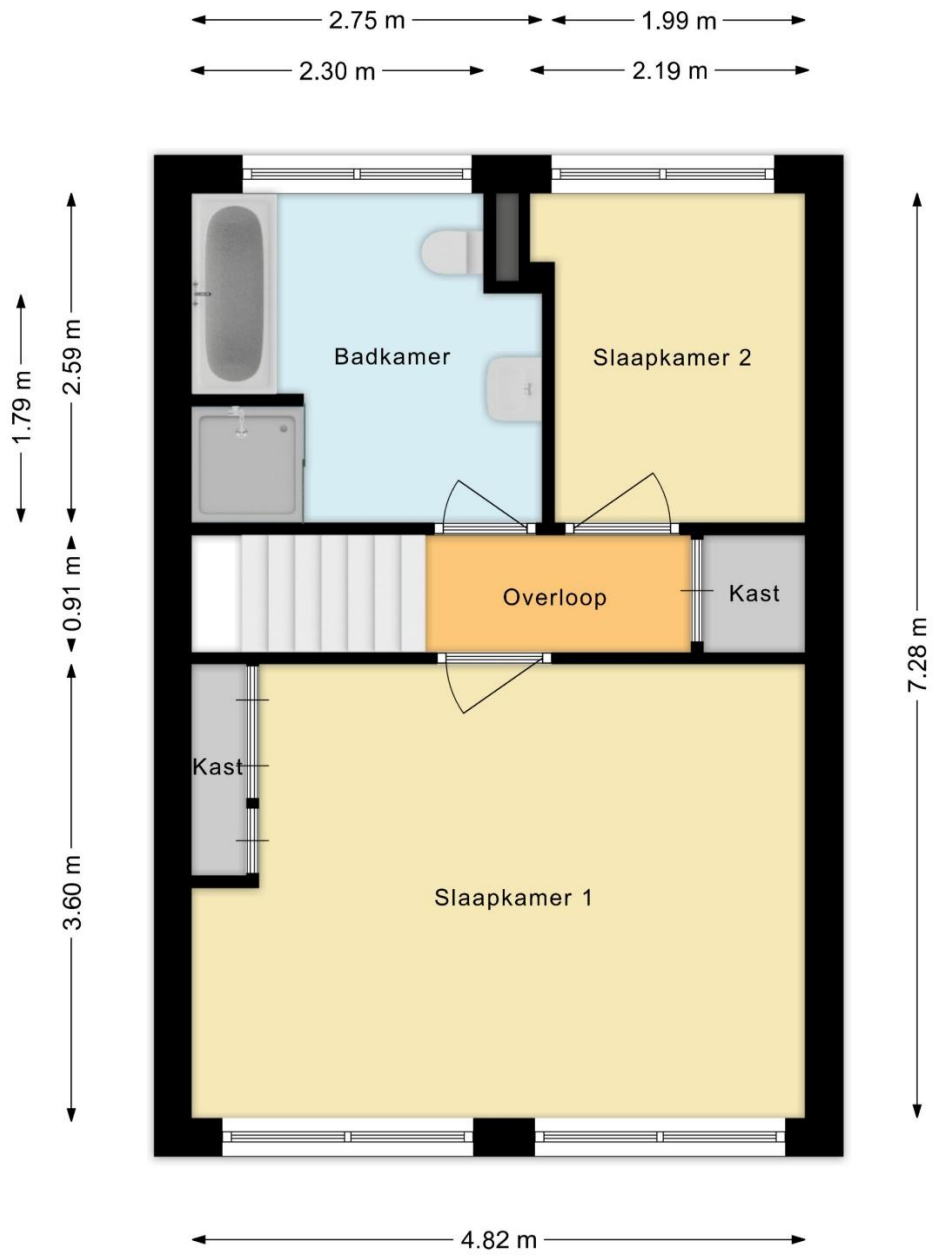 2.75 m
1.99 m
2.30 m
2.19 m
2.59 m
1.79 m
Badkamer
Slaapkamer 2
0.91 m
Overloop
Kast
7.28 m
Kast
3.60 m
Slaapkamer 1
4.82 m